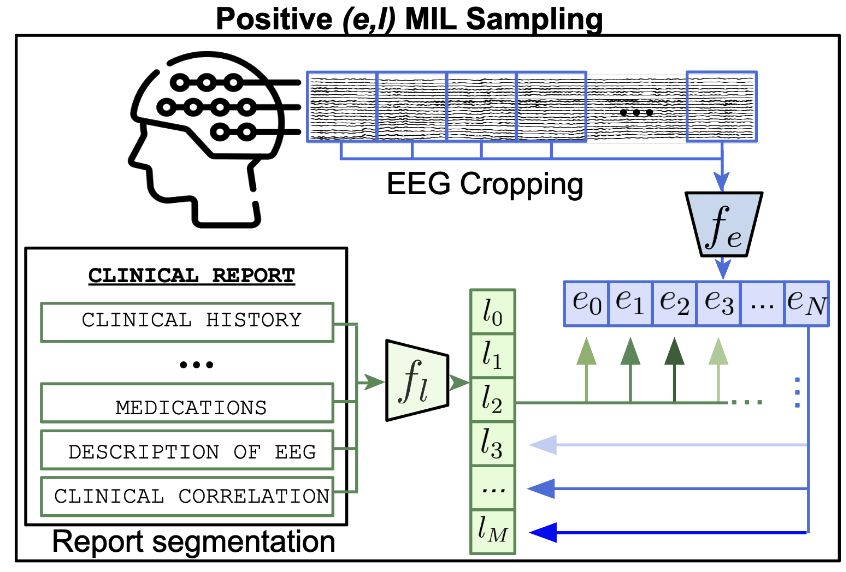 Positive (e,l) MIL Sampling
...
EEG Cropping
f_e
e_0 e_1 e_2 e_3 ... e_N
CLINICAL REPORT
CLINICAL HISTORY
...
MEDICATIONS
DESCRIPTION OF EEG
CLINICAL CORRELATION
Report segmentation
f_l
l_0
l_1
l_2
l_3
...
l_M